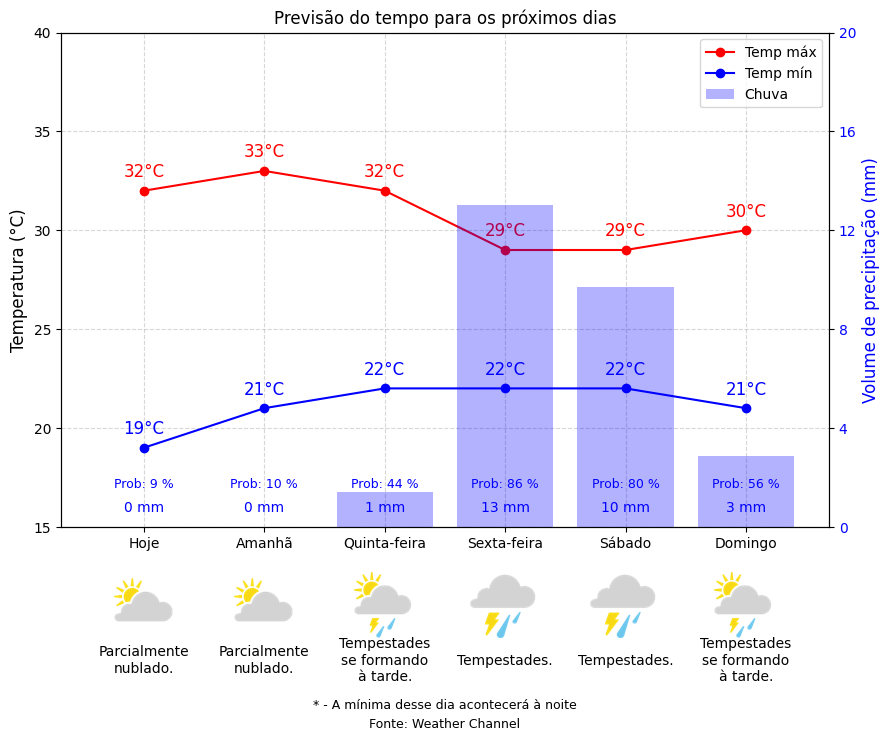 Previsão do tempo para os próximos dias
Temperatura (°C)
40
35
30
25
20
15
Volume de precipitação (mm)
20
16
12
8
4
0
Temp máx
Temp mín
Chuva
32°C 33°C 32°C 29°C 29°C 30°C
19°C 21°C 22°C 22°C 22°C 21°C
Prob: 9 % Prob: 10 % Prob: 44 % Prob: 86 % Prob: 80 % Prob: 56 %
0 mm 0 mm 1 mm 13 mm 10 mm 3 mm
Hoje Amanhã Quinta-feira Sexta-feira Sábado Domingo
Parcialmente
nublado.
Parcialmente
nublado.
Tempestades
se formando
à tarde.
Tempestades.
Tempestades.
Tempestades
se formando
à tarde.
* - A mínima desse dia acontecerá à noite
Fonte: Weather Channel